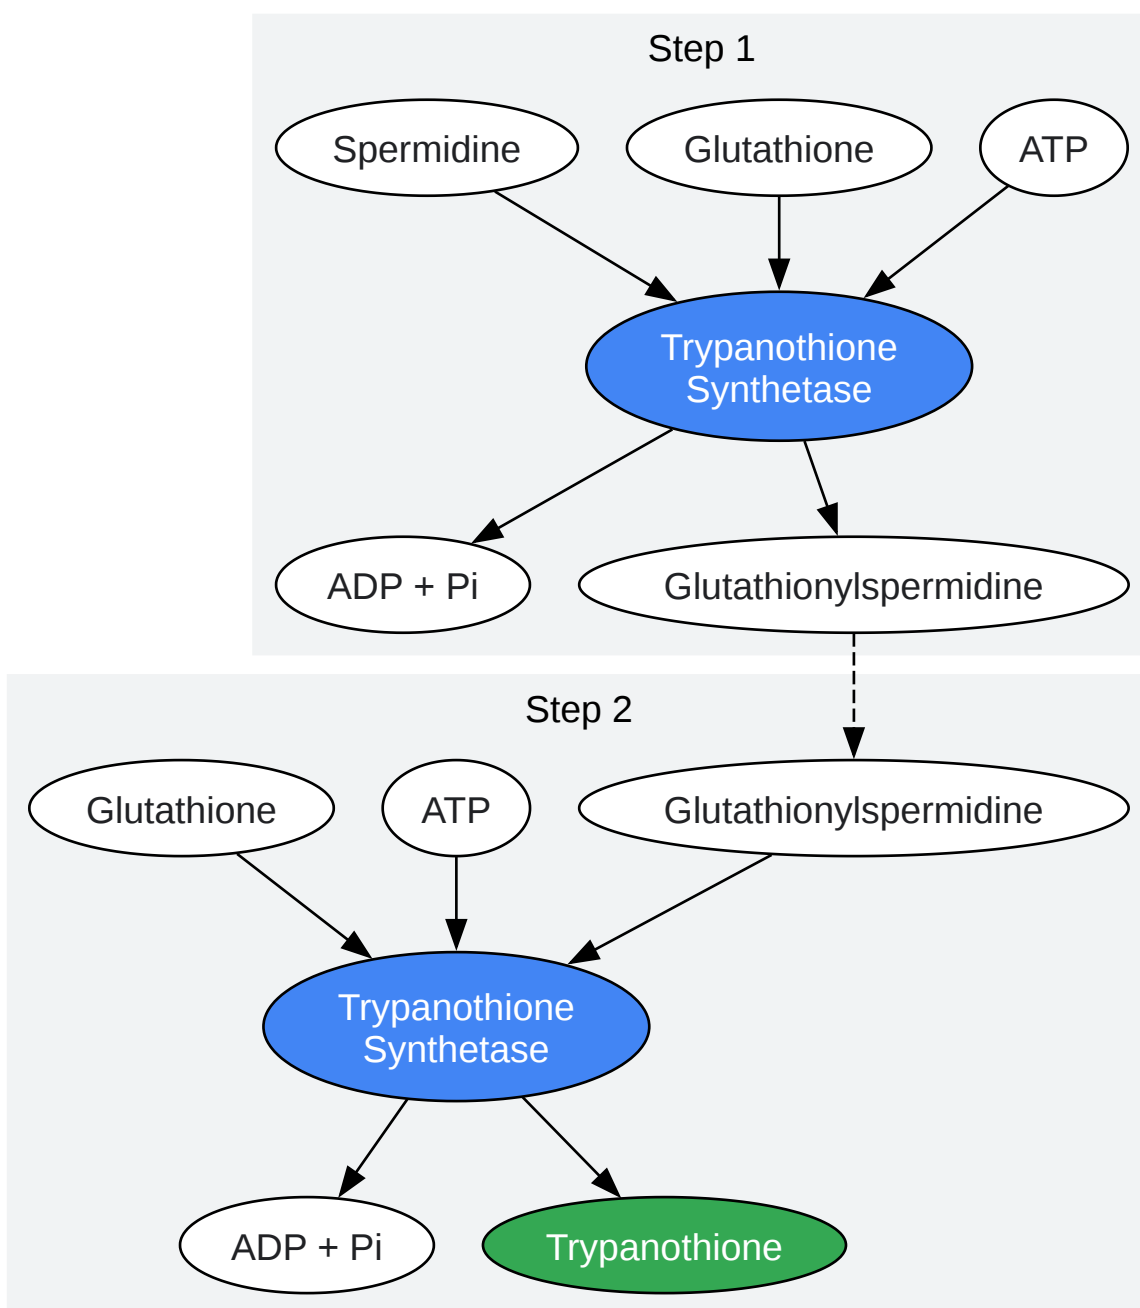 Step 1
Spermidine
Glutathione
ATP
Trypanothione
Synthetase
ADP + Pi
Glutathionylspermidine
Step 2
Glutathione
ATP
Glutathionylspermidine
Trypanothione
Synthetase
ADP + Pi
Trypanothione